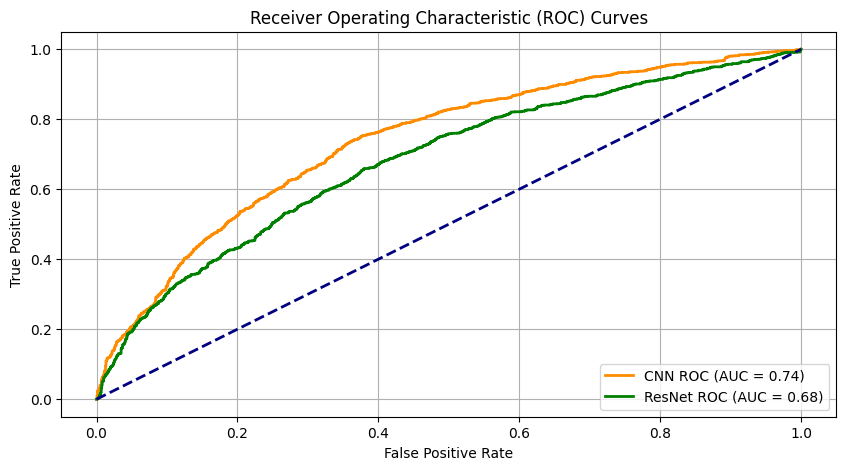 Receiver Operating Characteristic (ROC) Curves
True Positive Rate
1.0
0.8
0.6
0.4
0.2
0.0
CNN ROC (AUC = 0.74)
ResNet ROC (AUC = 0.68)
0.0 0.2 0.4 0.6 0.8 1.0
False Positive Rate